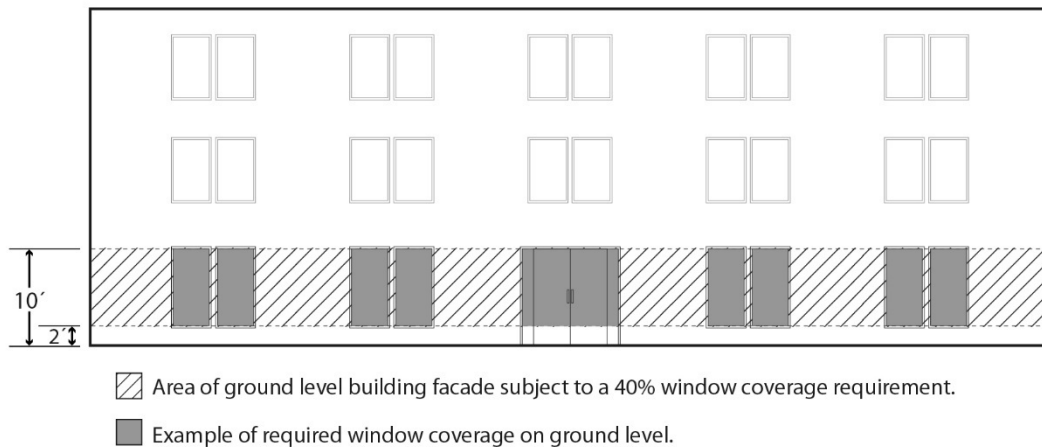 10´
2´
Area of ground level building facade subject to a 40% window coverage requirement.
Example of required window coverage on ground level.